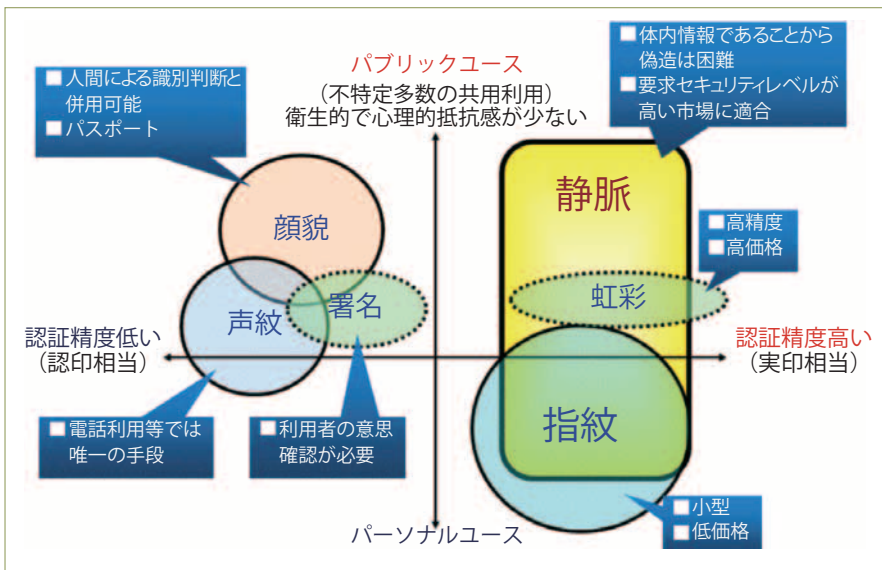 □人間による識別判断と
併用可能
□パスポート
パブリックユース
（不特定多数の共用利用）
衛生的で心理的抵抗感が少ない
□体内情報であることから
偽造は困難
□要求セキュリティレベルが
高い市場に適合
静脈
顔貌
□高精度
□高価格
虹彩
署名
声紋
認証精度低い
（認印相当）
認証精度高い
（実印相当）
指紋
□電話利用等では
唯一の手段
□利用者の意思
確認が必要
□小型
□低価格
パーソナルユース